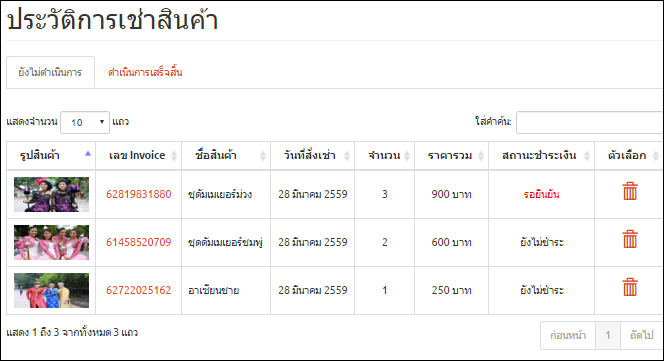 ประวัติการเช่าสินค้า
ยังไม่ดำเนินการ ดำเนินการเสร็จสิ้น
แสดงจำนวน 10 แถว ใส่คำค้น:
รูปสินค้า เลข Invoice ชื่อสินค้า วันที่สั่งเช่า จำนวน ราคารวม สถานะชำระเงิน ตัวเลือก
62819831880 ชุดัมเมเยอร์ม่วง 28 มีนาคม 2559 3 900 บาท รอยืนยัน
61458520709 ชุดดัมเมเยอร์ชมพู่ 28 มีนาคม 2559 2 600 บาท ยังไม่ชำระ
62722025162 อาเซียนชาย 28 มีนาคม 2559 1 250 บาท ยังไม่ชำระ
แสดง 1 ถึง 3 จากทั้งหมด 3 แถว ก่อนหน้า 1 ถัดไป